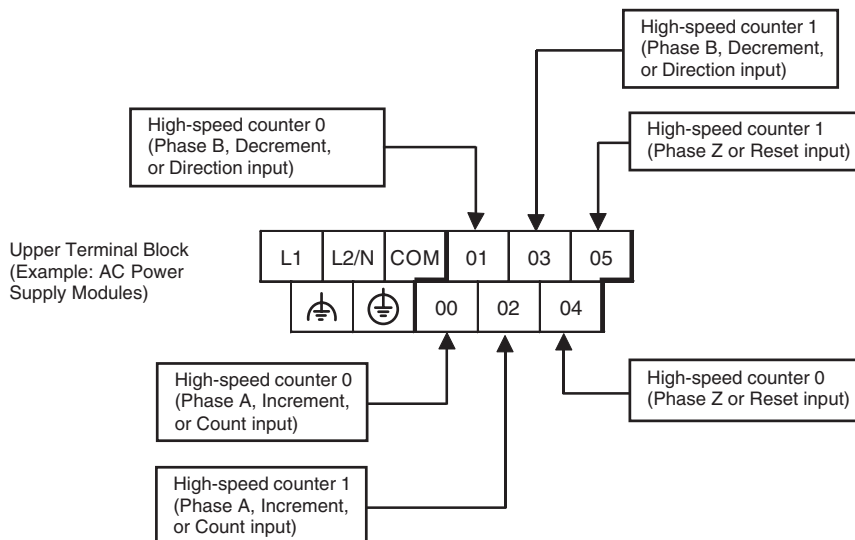 High-speed counter 1
(Phase B, Decrement,
or Direction input)
High-speed counter 0
(Phase B, Decrement,
or Direction input)
High-speed counter 1
(Phase Z or Reset input)
Upper Terminal Block
(Example: AC Power
Supply Modules)
L1 L2/N COM 01 03 05
00 02 04
High-speed counter 0
(Phase A, Increment,
or Count input)
High-speed counter 0
(Phase Z or Reset input)
High-speed counter 1
(Phase A, Increment,
or Count input)